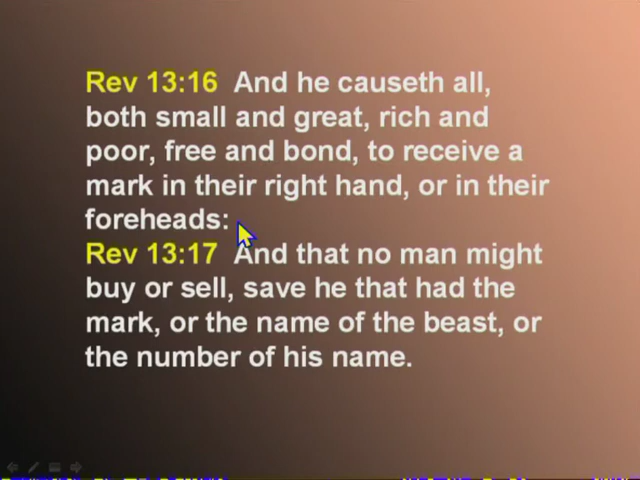 Rev 13:16 And he causeth all,
both small and great, rich and
poor, free and bond, to receive a
mark in their right hand, or in their
foreheads:
Rev 13:17 And that no man might
buy or sell, save he that had the
mark, or the name of the beast, or
the number of his name.